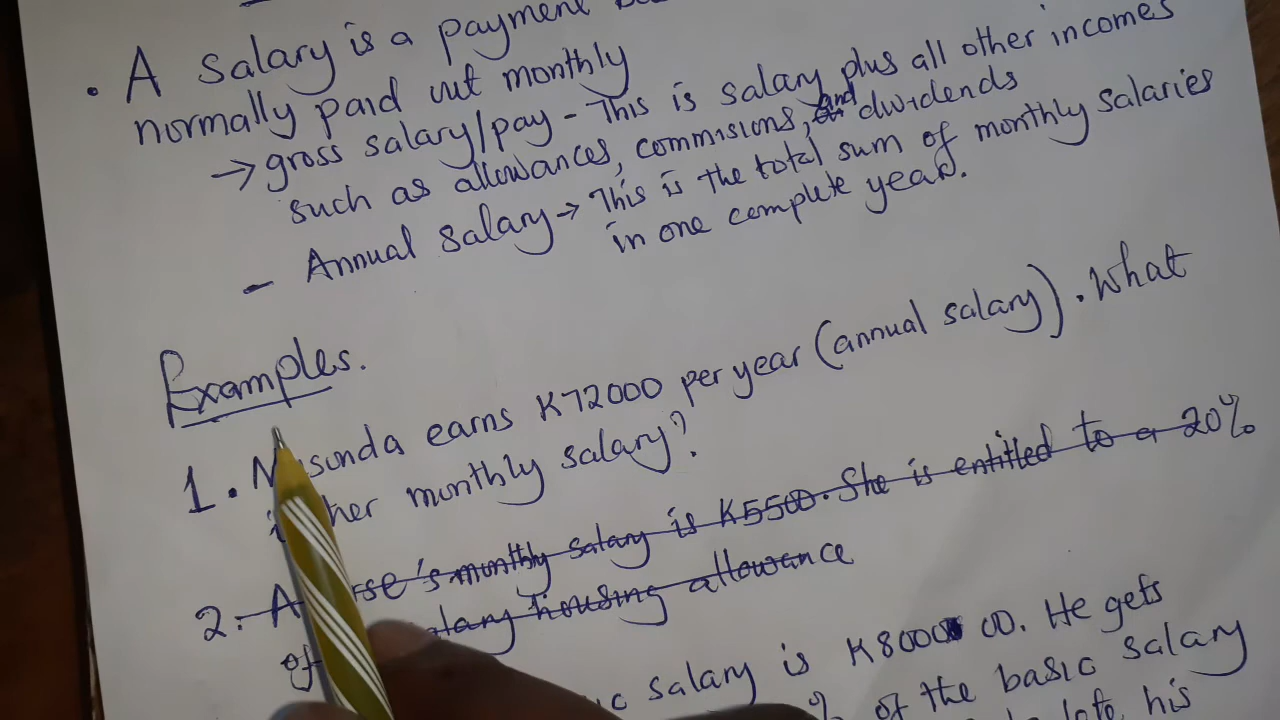 • A salary is a payment
normally paid out monthly
→ gross salary/pay - This is salary plus all other incomes
such as allowances, commisions, and dividends
- Annual salary → This is the total sum of monthly salaries
in one complete year.
Examples.
1. sunda earns K72000 per year (annual salary). What
her monthly salary?
2. A rse's monthly salary is K5500. She is entitled to a 20%
of salary housing allowance
salary is K8000 00. He gets
% of the basic salary
his